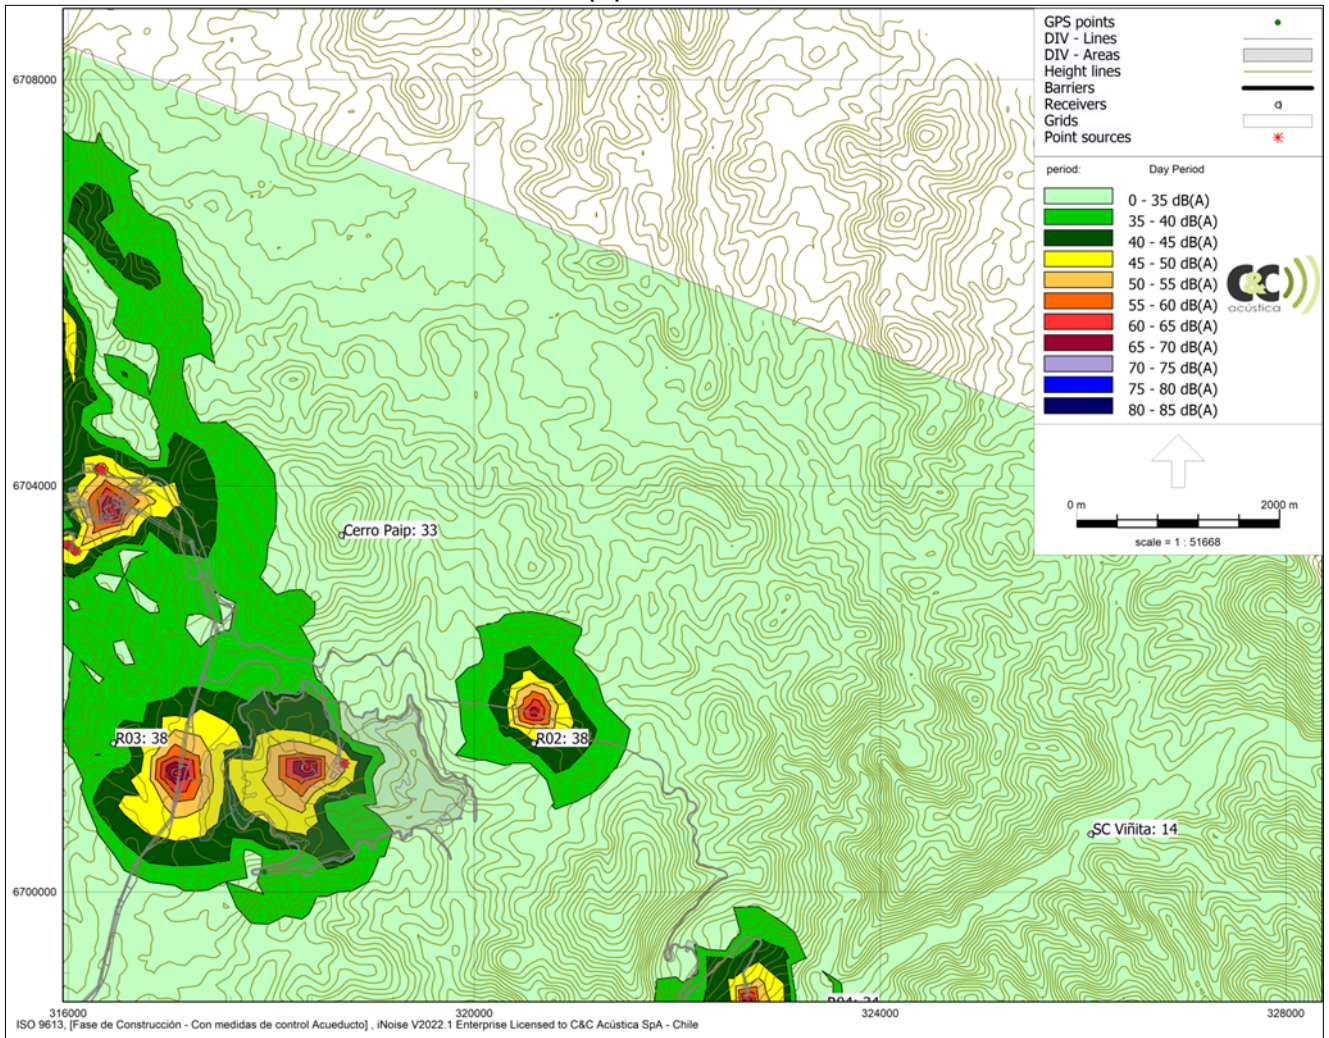 GPS points
DIV - Lines
DIV - Areas
Height lines
Barriers
Receivers
Grids
Point sources
period: Day Period
0 - 35 dB(A)
35 - 40 dB(A)
40 - 45 dB(A)
45 - 50 dB(A)
50 - 55 dB(A)
55 - 60 dB(A)
60 - 65 dB(A)
65 - 70 dB(A)
70 - 75 dB(A)
75 - 80 dB(A)
80 - 85 dB(A)
C&C
acústica
0 m 2000 m
scale = 1 : 51668
6708000
6704000
Cerro Paip: 33
R03: 38
R02: 38
SC Viñita: 14
6700000
R04: 34
316000 320000 324000 328000
ISO 9613, [Fase de Construcción - Con medidas de control Acueducto] , iNoise V2022.1 Enterprise Licensed to C&C Acústica SpA - Chile